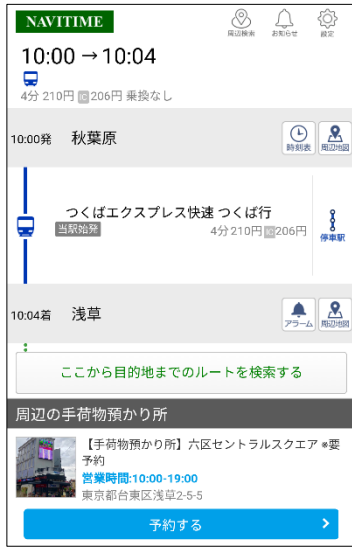 NAVITIME
周辺検索 お知らせ 設定
10:00 → 10:04
4分 210円 IC 206円 乗換なし
10:00発 秋葉原
時刻表 周辺地図
つくばエクスプレス快速 つくば行
当駅始発 4分 210円 IC 206円
停車駅
10:04着 浅草
アラーム 周辺地図
ここから目的地までのルートを検索する
周辺の手荷物預かり所
【手荷物預かり所】六区セントラルスクエア ※要
予約
営業時間:10:00-19:00
東京都台東区浅草2-5-5
予約する